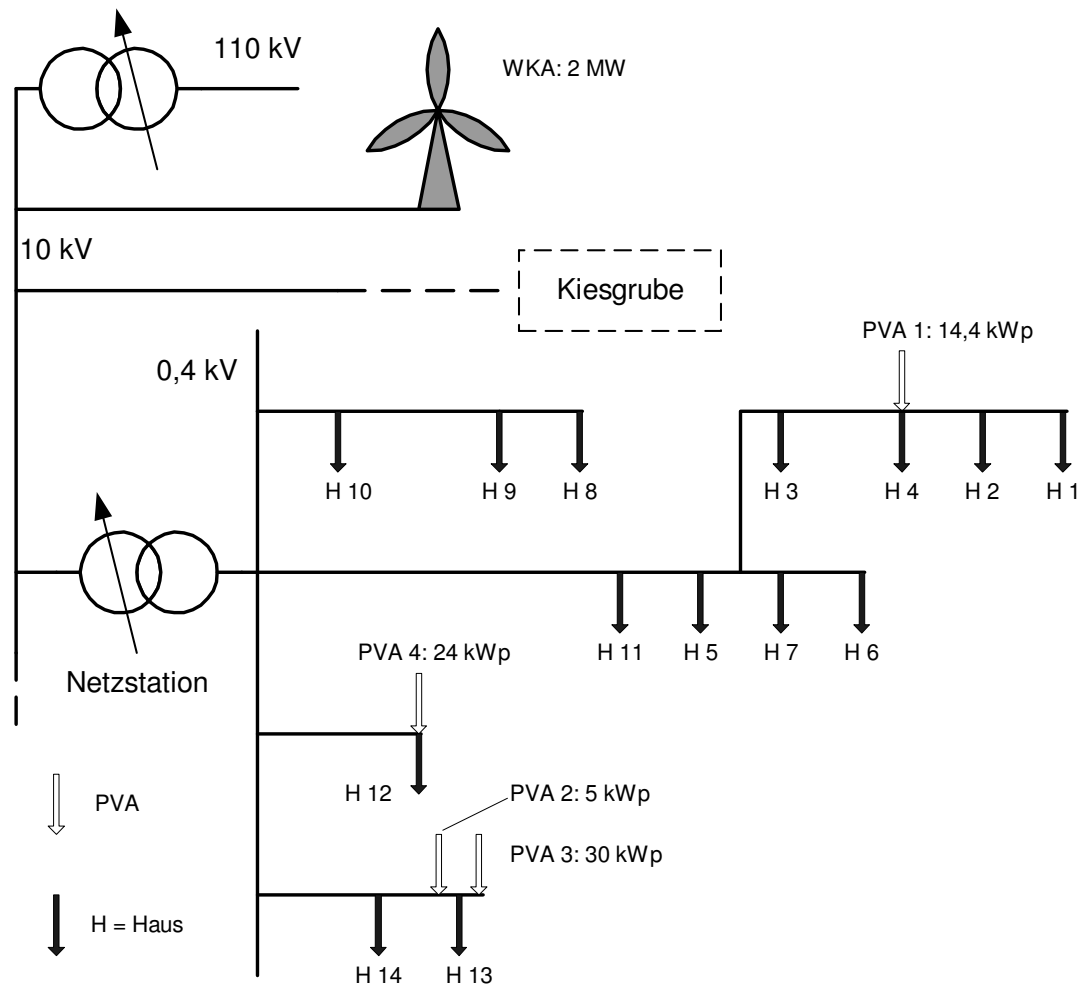 110 kV
WKA: 2 MW
10 kV
Kiesgrube
PVA 1: 14,4 kWp
0,4 kV
H 10
H 9
H 8
H 3
H 4
H 2
H 1
PVA 4: 24 kWp
H 11
H 5
H 7
H 6
Netzstation
H 12
PVA 2: 5 kWp
PVA
PVA 3: 30 kWp
H = Haus
H 14
H 13